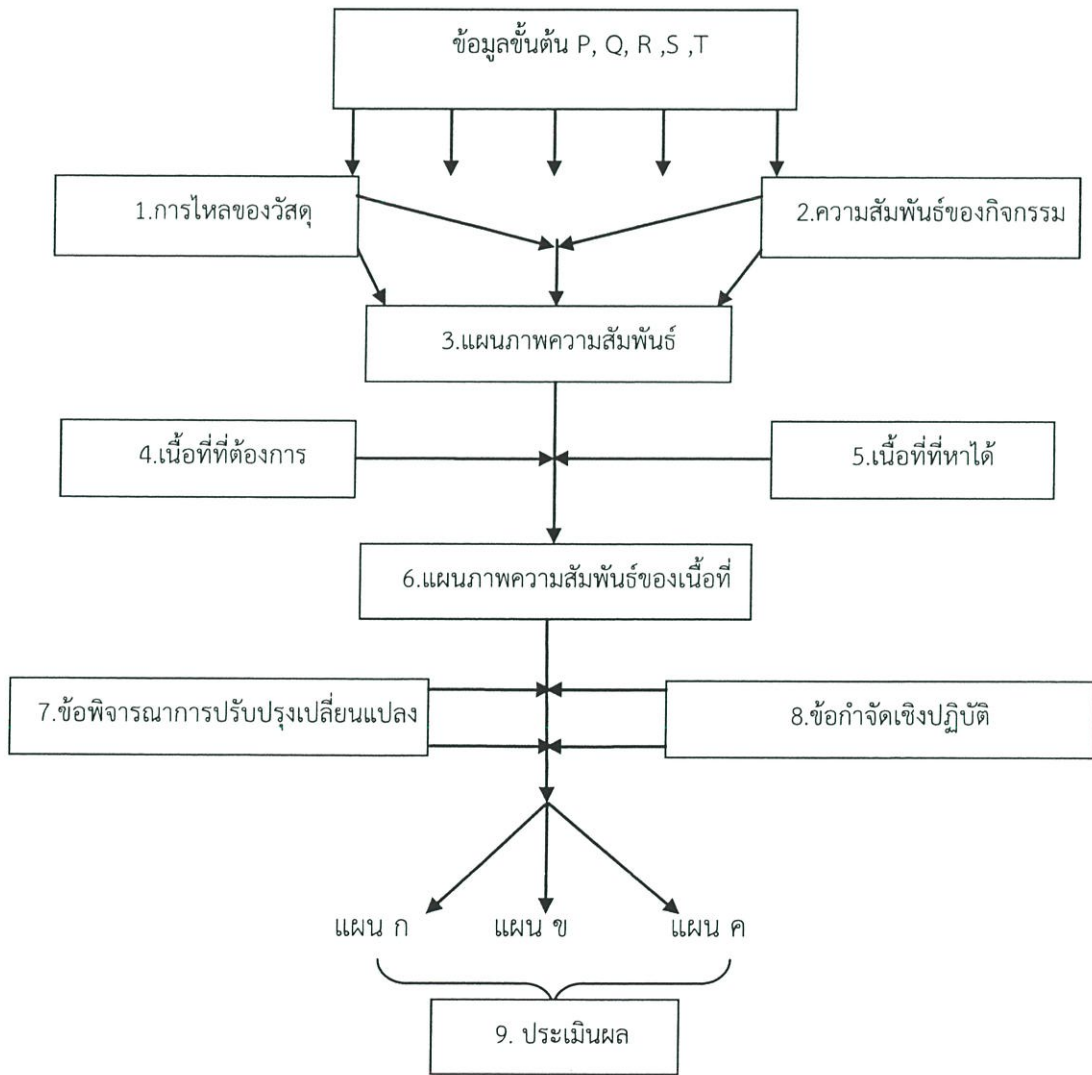 ข้อมูลขั้นต้น P, Q, R ,S ,T
1.การไหลของวัสดุ
2.ความสัมพันธ์ของกิจกรรม
3.แผนภาพความสัมพันธ์
4.เนื้อที่ที่ต้องการ
5.เนื้อที่ที่หาได้
6.แผนภาพความสัมพันธ์ของเนื้อที่
7.ข้อพิจารณาการปรับปรุงเปลี่ยนแปลง
8.ข้อกำจัดเชิงปฏิบัติ
แผน ก แผน ข แผน ค
9. ประเมินผล